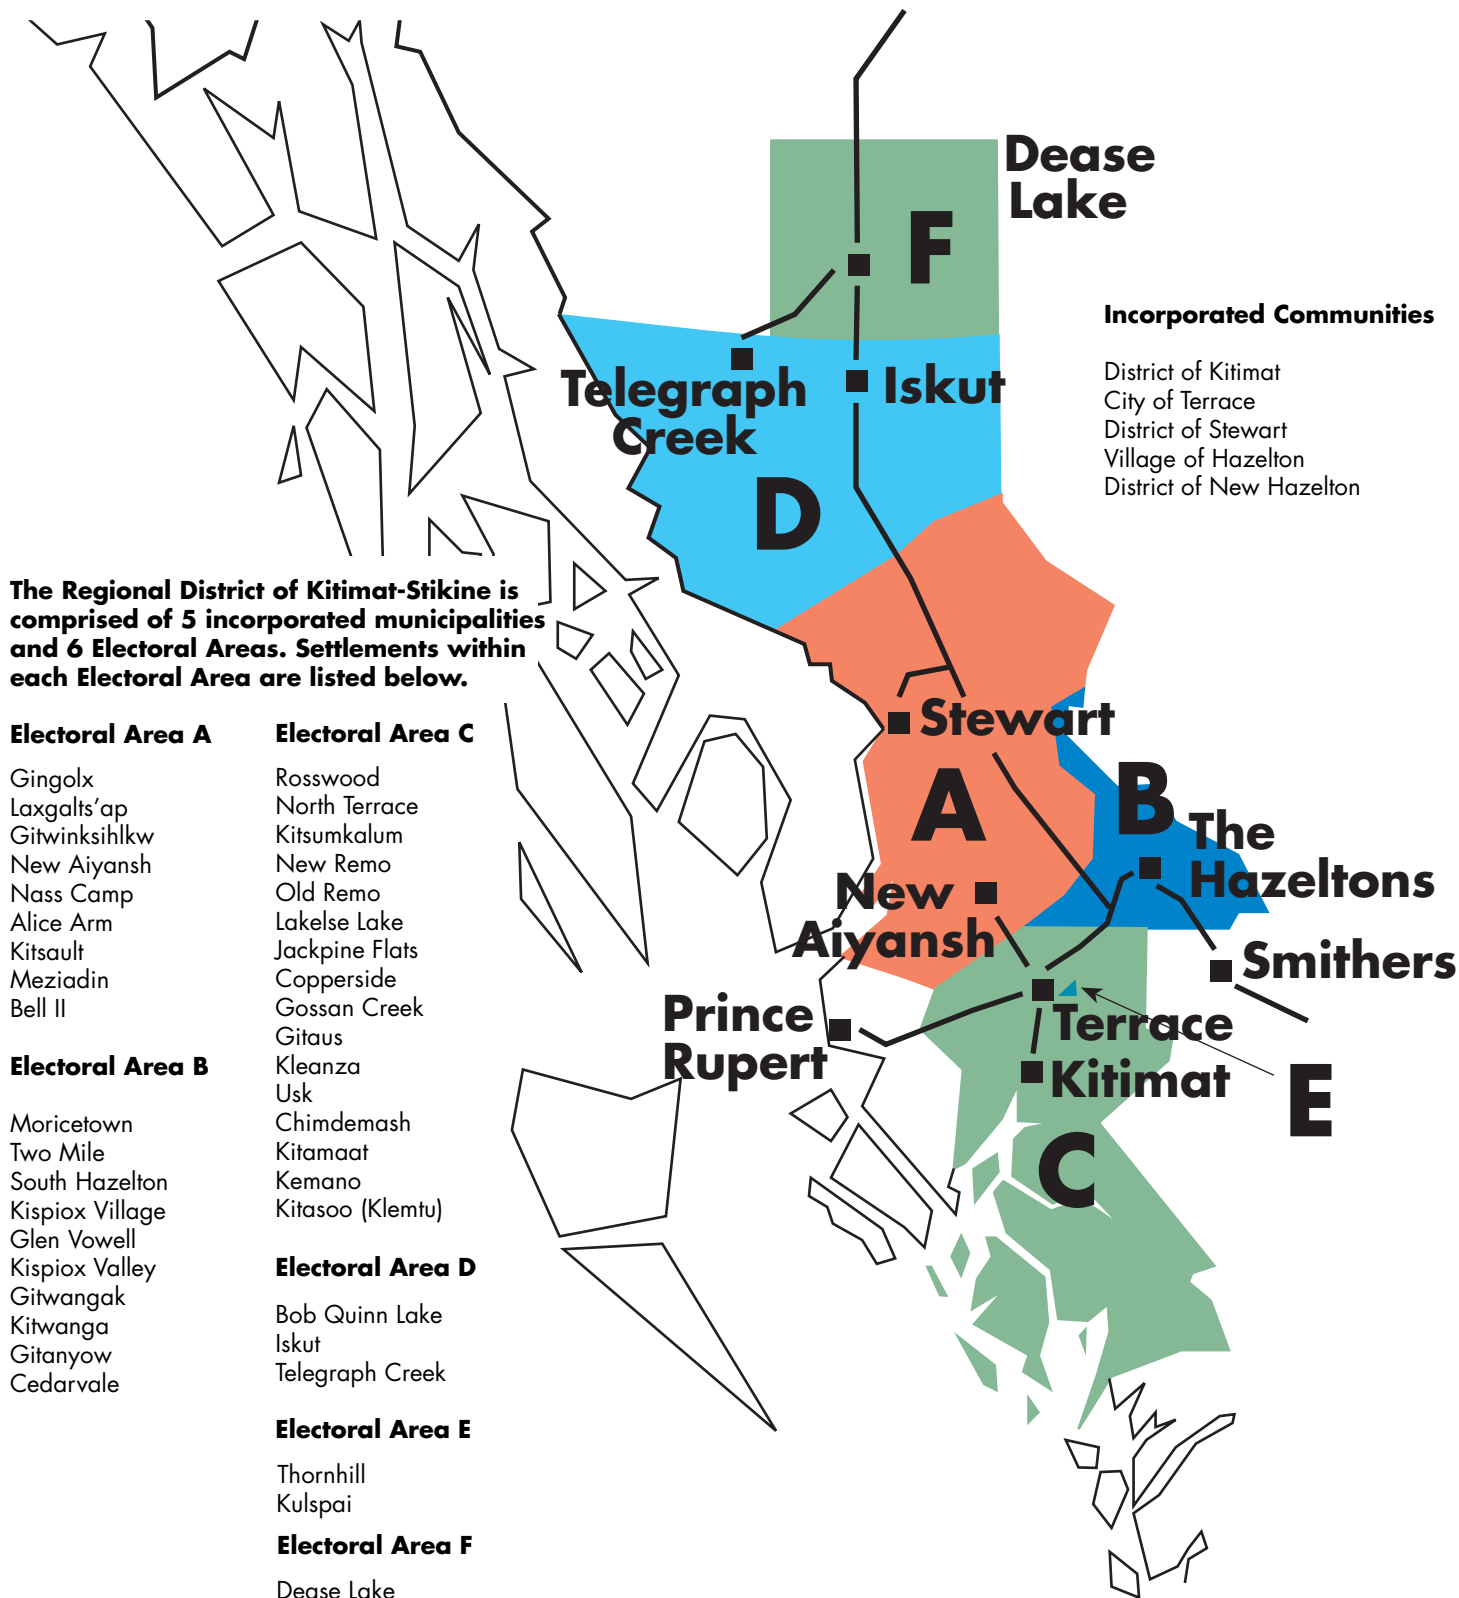 Dease
Lake
F
Incorporated Communities
District of Kitimat
City of Terrace
District of Stewart
Village of Hazelton
District of New Hazelton
Telegraph
Creek
Iskut
D
The Regional District of Kitimat-Stikine is
comprised of 5 incorporated municipalities
and 6 Electoral Areas. Settlements within
each Electoral Area are listed below.
Electoral Area A
Gingolx
Laxgalts’ap
Gitwinksihlkw
New Aiyansh
Nass Camp
Alice Arm
Kitsault
Meziadin
Bell II
Electoral Area B
Moricetown
Two Mile
South Hazelton
Kispiox Village
Glen Vowell
Kispiox Valley
Gitwangak
Kitwanga
Gitanyow
Cedarvale
Electoral Area C
Rosswood
North Terrace
Kitsumkalum
New Remo
Old Remo
Lakelse Lake
Jackpine Flats
Copperside
Gossan Creek
Gitaus
Kleanza
Usk
Chimdemash
Kitamaat
Kemano
Kitasoo (Klemtu)
Electoral Area D
Bob Quinn Lake
Iskut
Telegraph Creek
Electoral Area E
Thornhill
Kulspai
Electoral Area F
Dease Lake
Stewart
A
B
The
Hazeltons
New
Aiyansh
Smithers
Prince
Rupert
Terrace
Kitimat
E
C